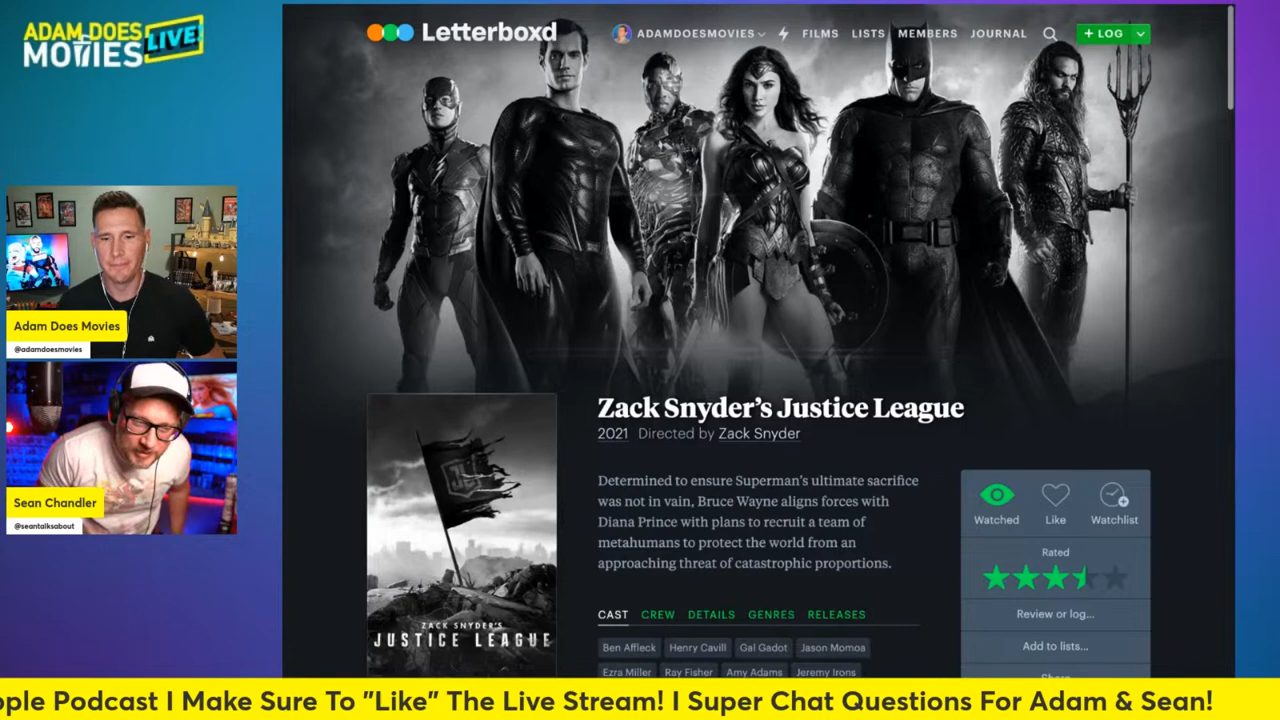 ADAM DOES
MOVIES
LIVE!
Letterboxd
ADAMDOESMOVIES
FILMS
LISTS
MEMBERS
JOURNAL
+ LOG
Adam Does Movies
@adamdoesmovies
Sean Chandler
@seantalksabout
ZACK SNYDER'S
JUSTICE LEAGUE
Zack Snyder’s Justice League
2021 Directed by Zack Snyder
Determined to ensure Superman's ultimate sacrifice
was not in vain, Bruce Wayne aligns forces with
Diana Prince with plans to recruit a team of
metahumans to protect the world from an
approaching threat of catastrophic proportions.
CAST CREW DETAILS GENRES RELEASES
Ben Affleck Henry Cavill Gal Gadot Jason Momoa
Ezra Miller Ray Fisher Amy Adams Jeremy Irons
Watched Like Watchlist
Rated
Review or log...
Add to lists...
Podcast I Make Sure To "Like" The Live Stream! I Super Chat Questions For Adam & Sean!